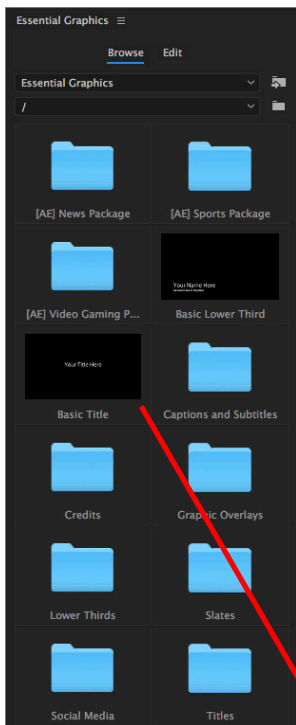 Essential Graphics
Browse Edit
Essential Graphics
/
[AE] News Package [AE] Sports Package
Your Name Here
[AE] Video Gaming P... Basic Lower Third
Your Title Here
Basic Title Captions and Subtitles
Credits Graphic Overlays
Lower Thirds Slates
Social Media Titles